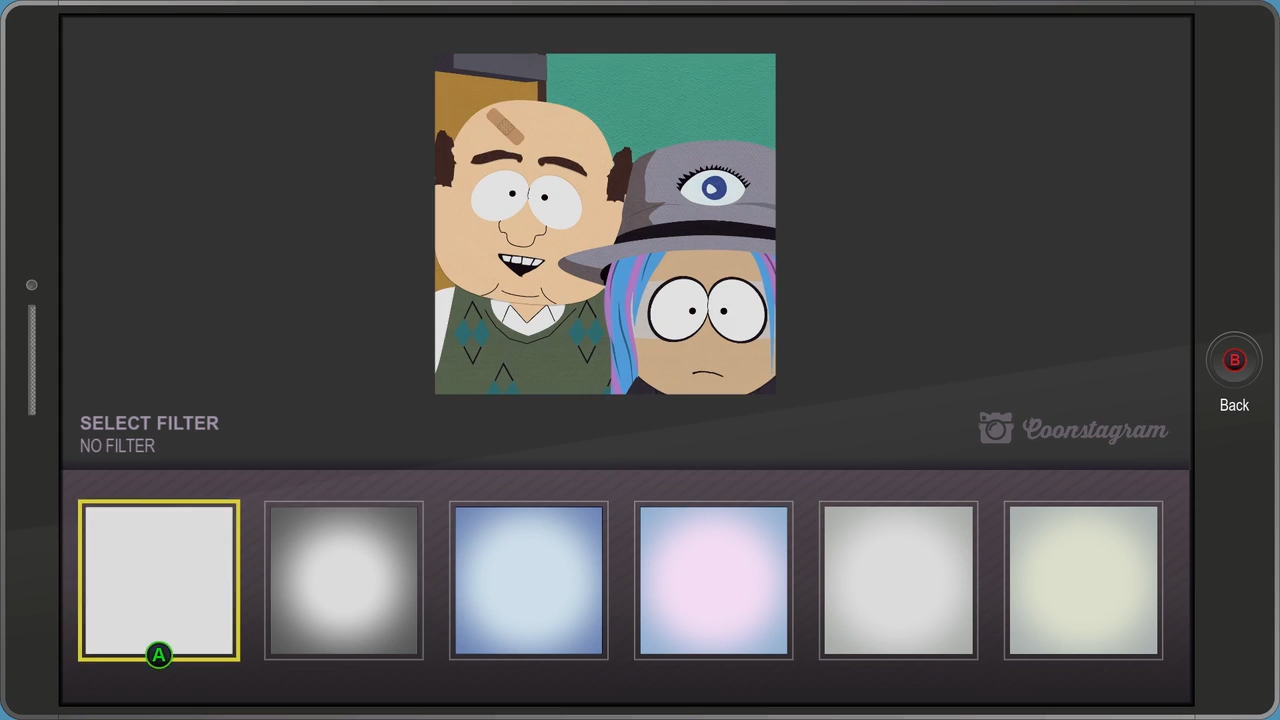 SELECT FILTER
NO FILTER
Coonstagram
B
Back
A